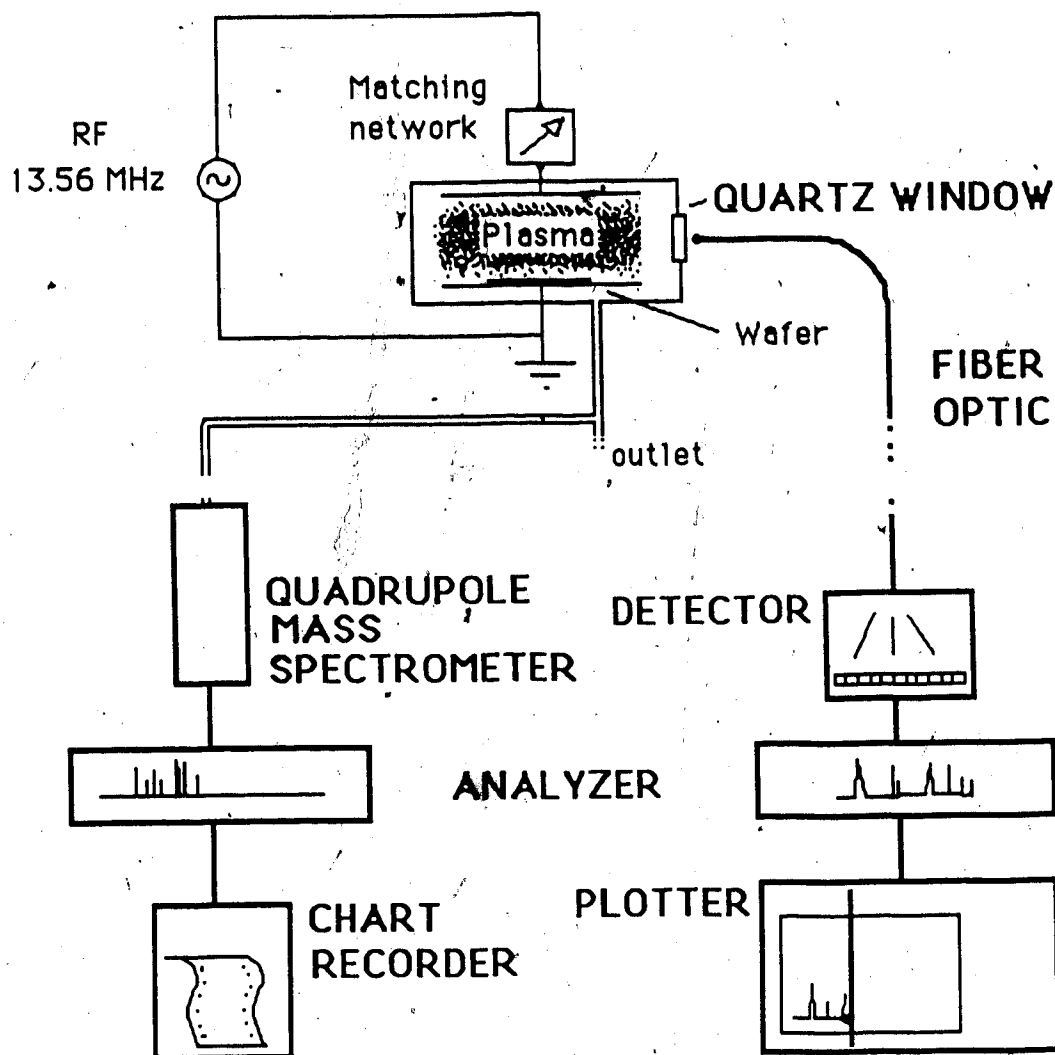 Matching
network
RF
13.56 MHz
QUARTZ WINDOW
Plasma
Wafer
FIBER
OPTIC
outlet
QUADRUPOLE
MASS
SPECTROMETER
DETECTOR
ANALYZER
CHART
RECORDER
PLOTTER